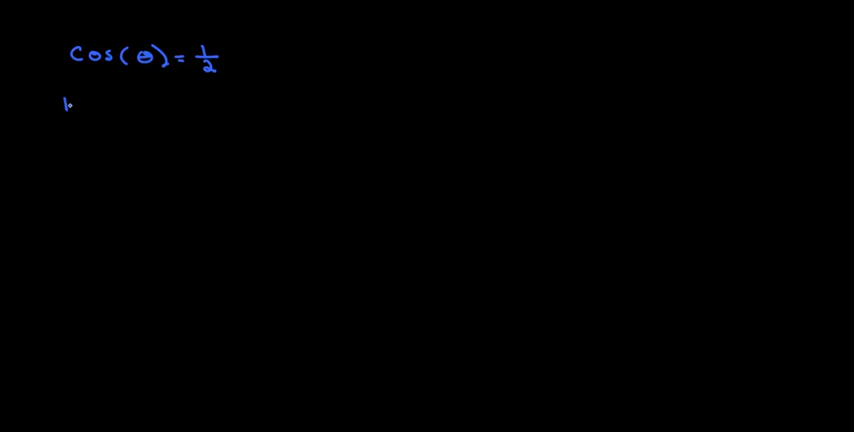 cos(θ) = 1/2